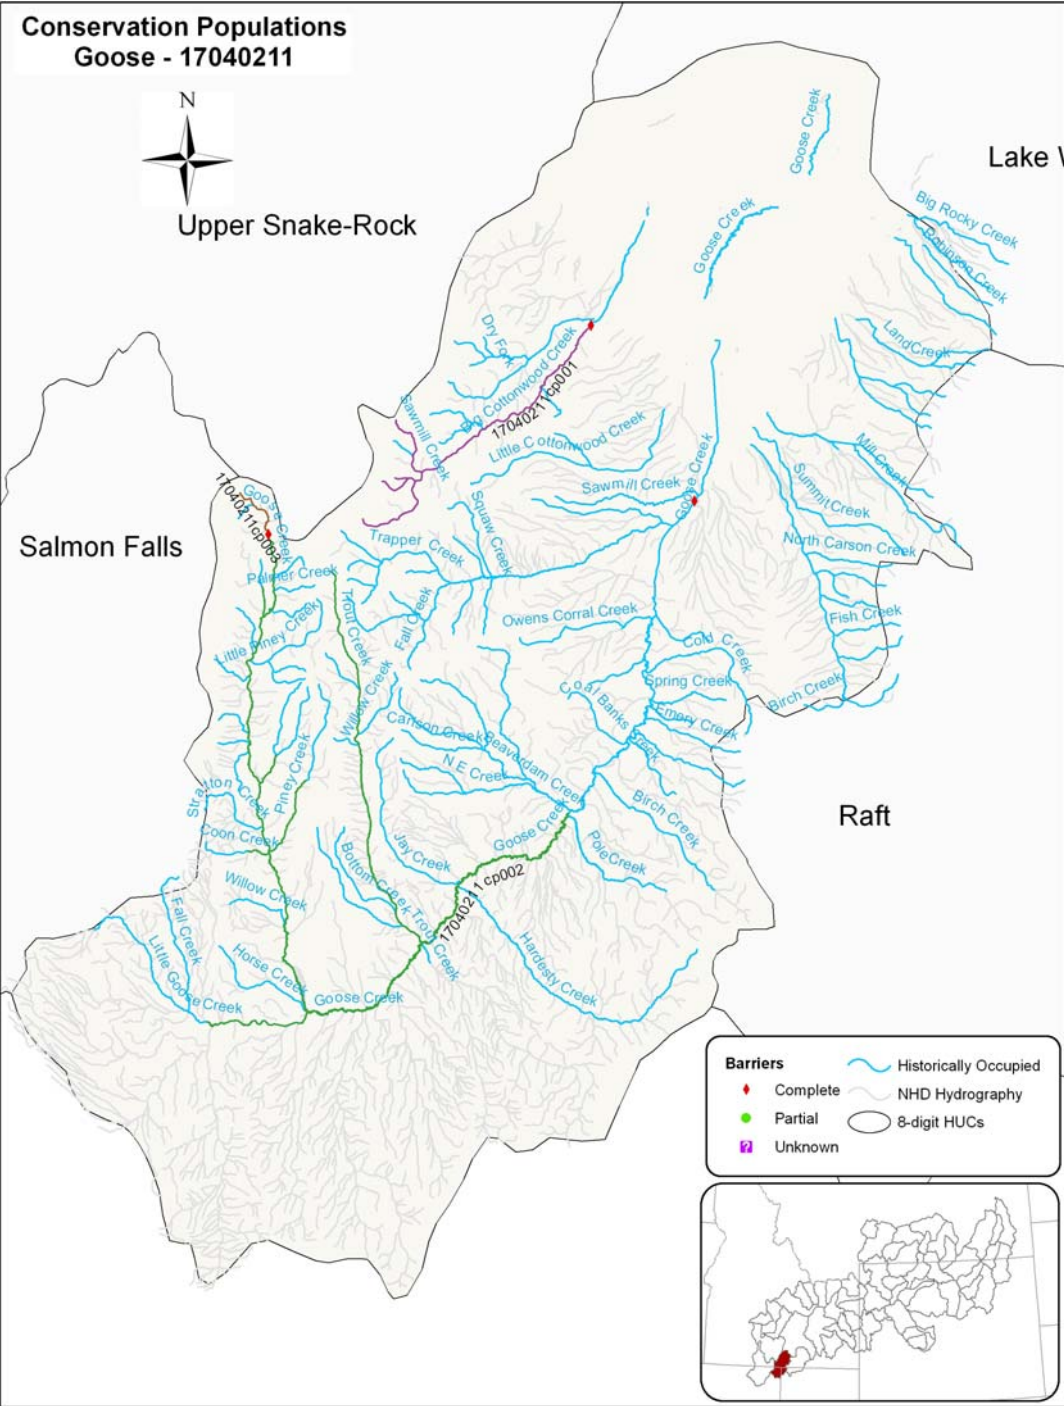 Conservation Populations
Goose - 17040211
N
Upper Snake-Rock
Lake
Salmon Falls
Raft
Goose Creek
Goose Creek
Big Rocky Creek
Robinson Creek
Land Creek
Dry Fork
Big Cottonwood Creek
17040211cp001
Sawmill Creek
Little Cottonwood Creek
Sawmill Creek
Goose Creek
Mill Creek
Summit Creek
North Carson Creek
Fish Creek
Birch Creek
Goose Creek
17040211cp003
Squaw Creek
Trapper Creek
Palmer Creek
Trout Creek
Fall Creek
Little Piney Creek
Owens Corral Creek
Cold Creek
Spring Creek
Emery Creek
Coal Banks Creek
Willow Creek
Carlson Creek
Beaverdam Creek
N E Creek
Piney Creek
Stratton Creek
Coon Creek
Birch Creek
Pole Creek
Goose Creek
Jay Creek
17040211 cp002
Bottom Creek
Trout Creek
Willow Creek
Fall Creek
Little Goose Creek
Horse Creek
Goose Creek
Hardesty Creek
Barriers
Complete
Partial
?
Unknown
Historically Occupied
NHD Hydrography
8-digit HUCs